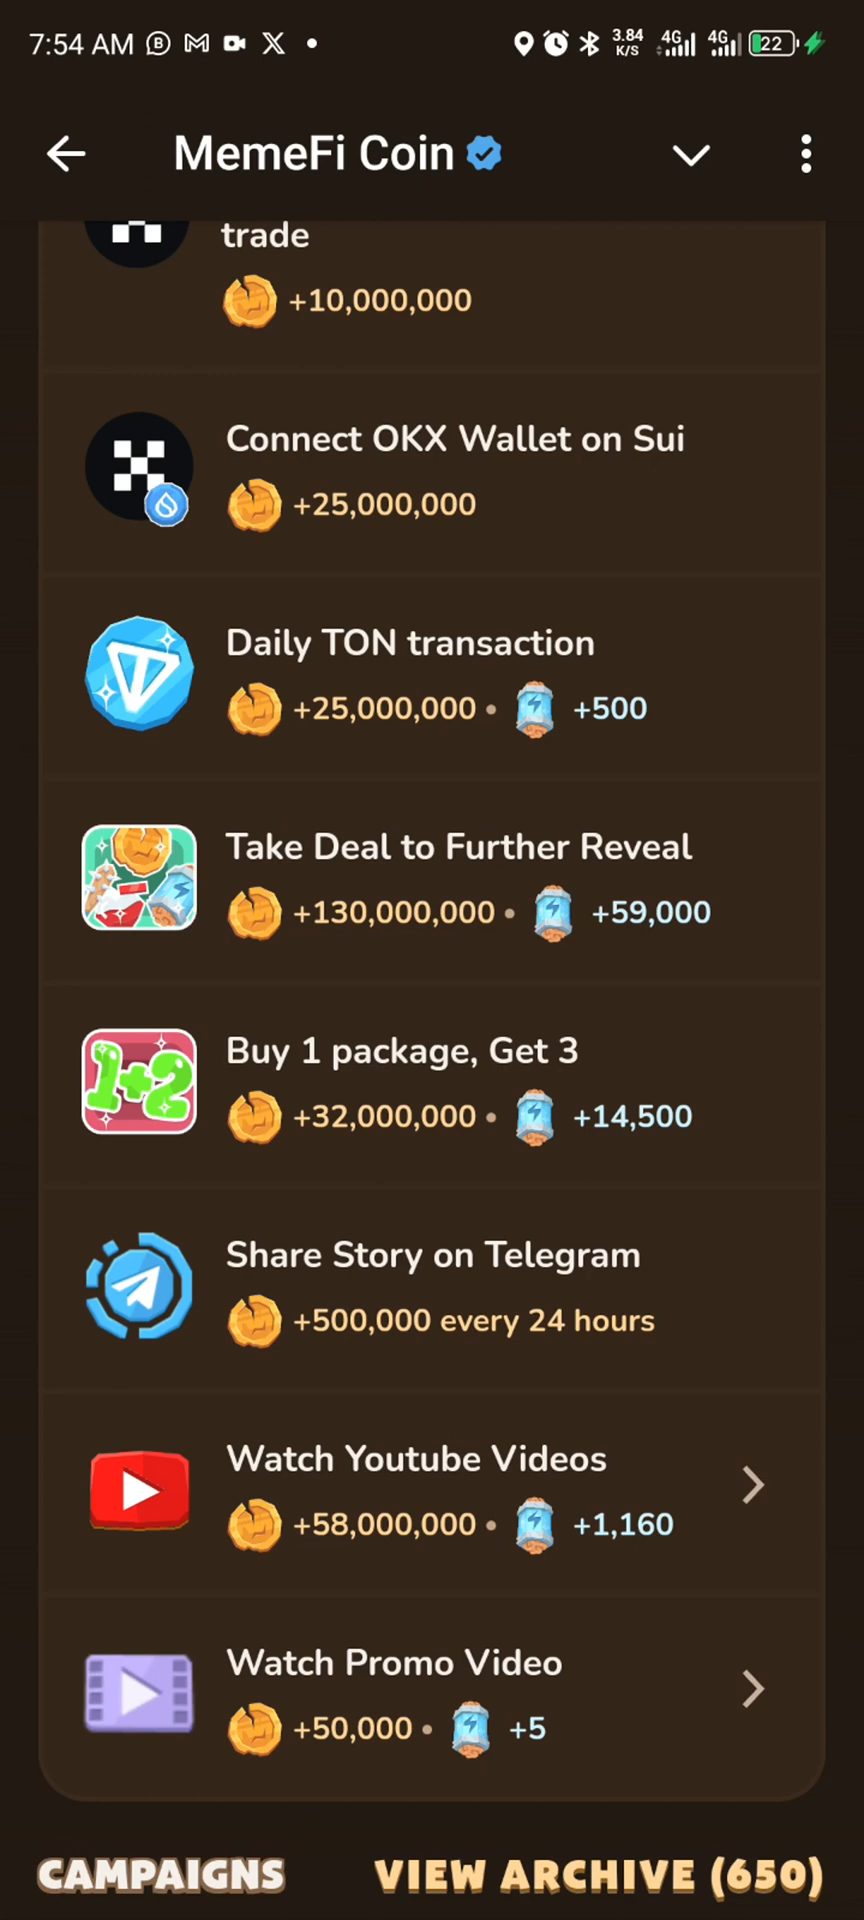 7:54 AM
3.84 K/S 4G 4G 22
MemeFi Coin
trade
+10,000,000
Connect OKX Wallet on Sui
+25,000,000
Daily TON transaction
+25,000,000 • +500
Take Deal to Further Reveal
+130,000,000 • +59,000
1+2
Buy 1 package, Get 3
+32,000,000 • +14,500
Share Story on Telegram
+500,000 every 24 hours
Watch Youtube Videos
+58,000,000 • +1,160
Watch Promo Video
+50,000 • +5
CAMPAIGNS VIEW ARCHIVE (650)